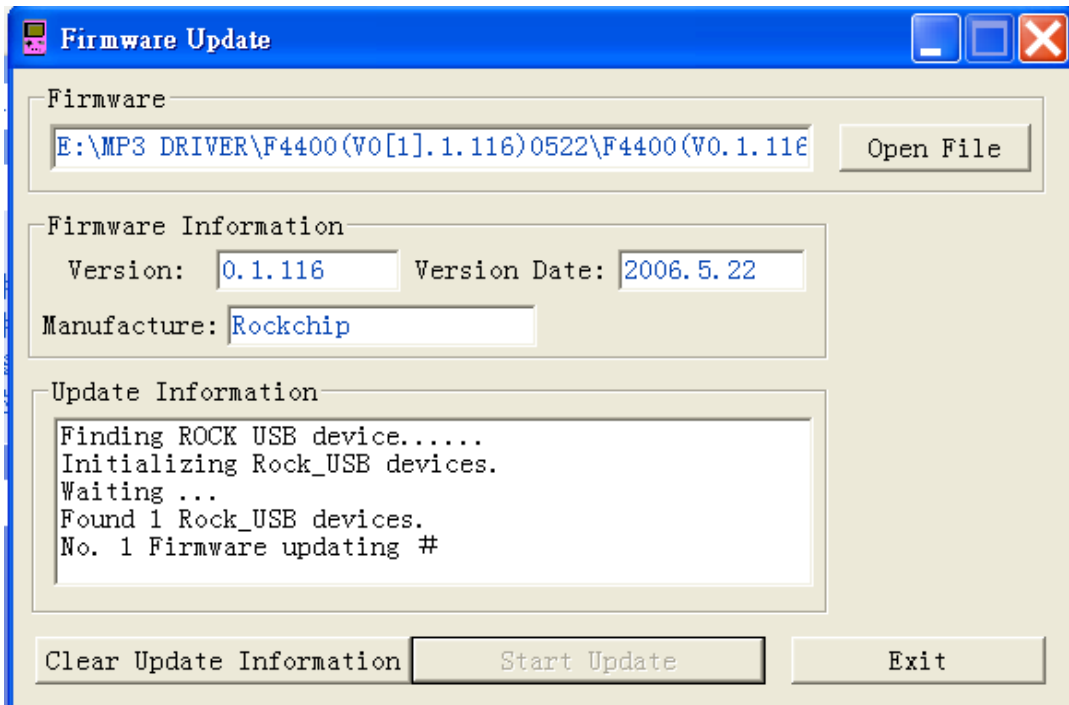 Firmware Update
Firmware
E:\MP3 DRIVER\F4400(V0[1].1.116)0522\F4400(V0.1.116
Open File
Firmware Information
Version: 0.1.116 Version Date: 2006.5.22
Manufacture: Rockchip
Update Information
Finding ROCK USB device......
Initializing Rock_USB devices.
Waiting ...
Found 1 Rock_USB devices.
No. 1 Firmware updating #
Clear Update Information Start Update Exit